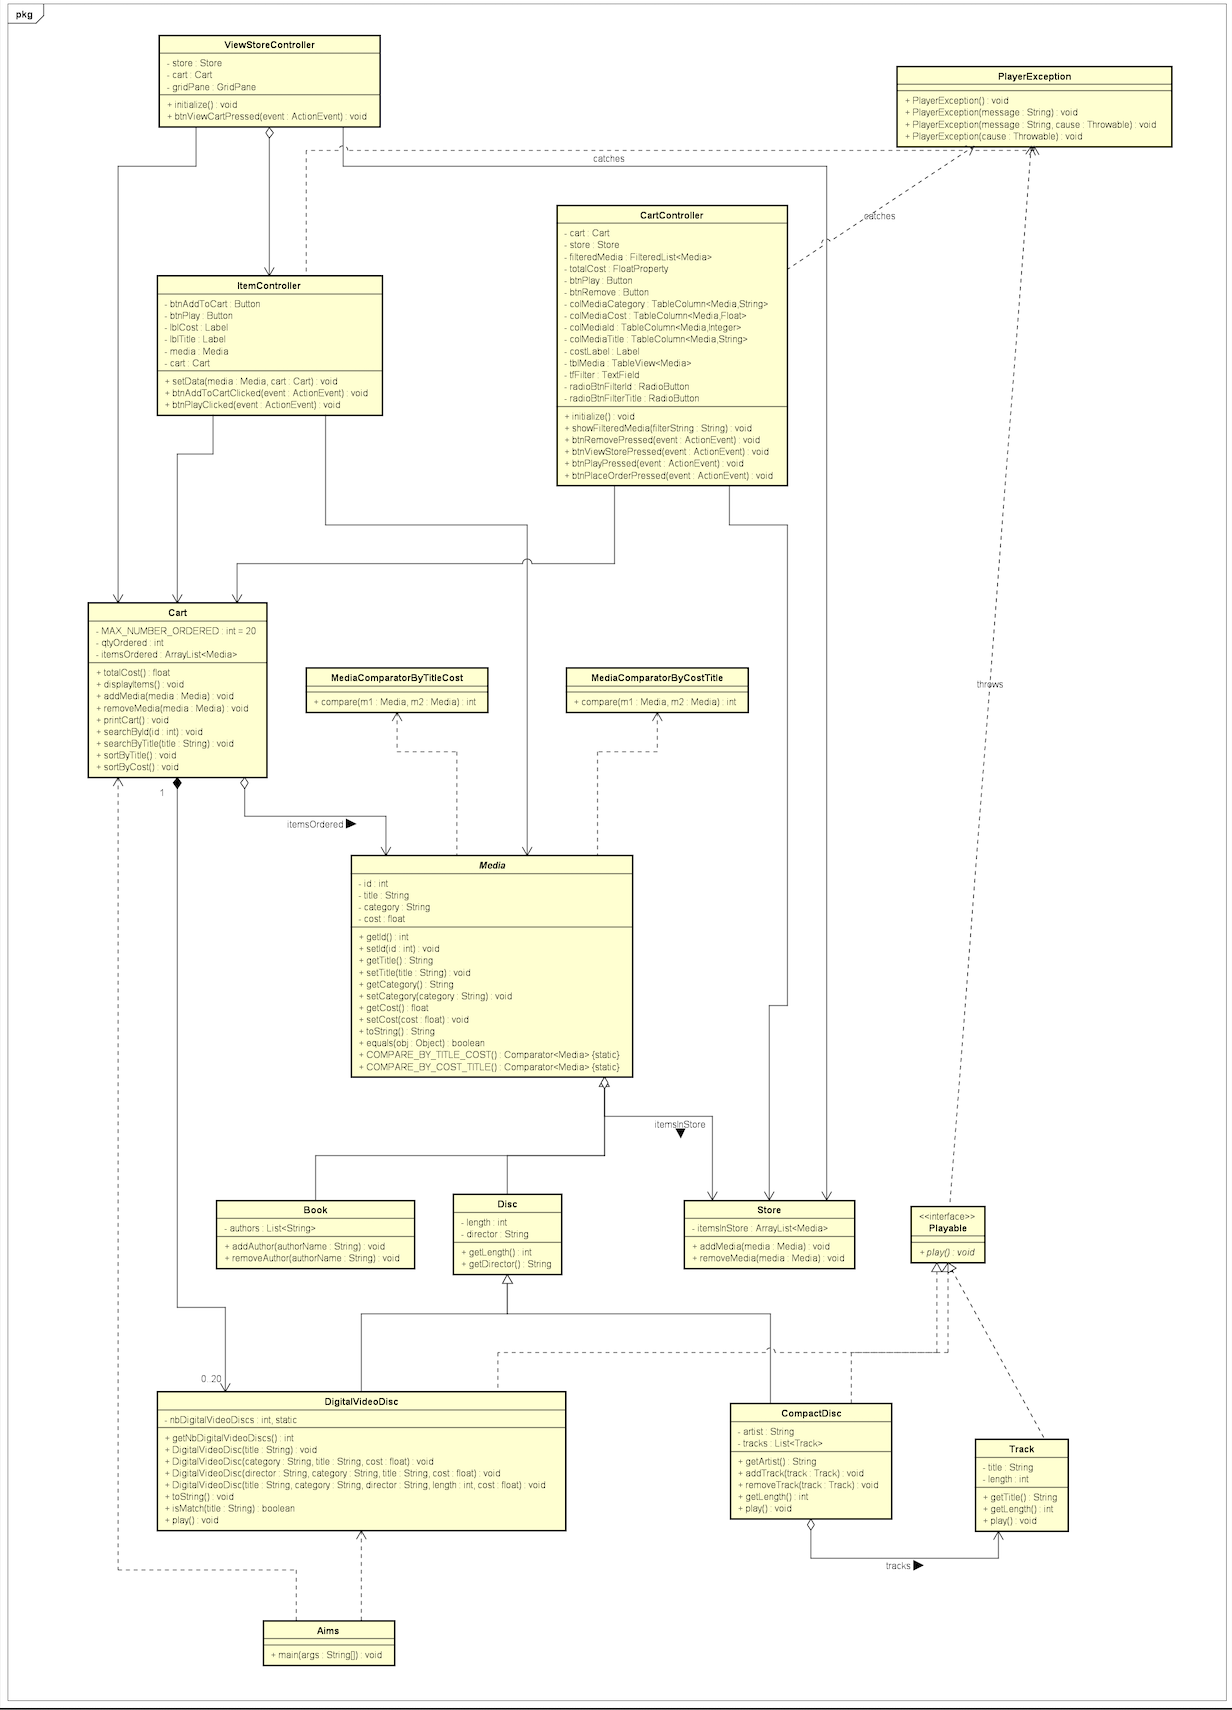 pkg
ViewStoreController
- store : Store
- cart : Cart
- gridPane : GridPane
+ initialize() : void
+ btnViewCartPressed(event : ActionEvent) : void
PlayerException
+ PlayerException() : void
+ PlayerException(message : String) : void
+ PlayerException(message : String, cause : Throwable) : void
+ PlayerException(cause : Throwable) : void
catches
catches
CartController
- cart : Cart
- store : Store
- filteredMedia : FilteredList<Media>
- totalCost : FloatProperty
- btnPlay : Button
- btnRemove : Button
- colMediaCategory : TableColumn<Media,String>
- colMediaCost : TableColumn<Media,Float>
- colMediaId : TableColumn<Media,Integer>
- colMediaTitle : TableColumn<Media,String>
- costLabel : Label
- tblMedia : TableView<Media>
- tfFilter : TextField
- radioBtnFilterId : RadioButton
- radioBtnFilterTitle : RadioButton
+ initialize() : void
+ showFilteredMedia(filterString : String) : void
+ btnRemovePressed(event : ActionEvent) : void
+ btnViewStorePressed(event : ActionEvent) : void
+ btnPlayPressed(event : ActionEvent) : void
+ btnPlaceOrderPressed(event : ActionEvent) : void
ItemController
- btnAddToCart : Button
- btnPlay : Button
- lblCost : Label
- lblTitle : Label
- media : Media
- cart : Cart
+ setData(media : Media, cart : Cart) : void
+ btnAddToCartClicked(event : ActionEvent) : void
+ btnPlayClicked(event : ActionEvent) : void
Cart
- MAX_NUMBER_ORDERED : int = 20
- qtyOrdered : int
- itemsOrdered : ArrayList<Media>
+ totalCost() : float
+ displayItems() : void
+ addMedia(media : Media) : void
+ removeMedia(media : Media) : void
+ printCart() : void
+ searchById(id : int) : void
+ searchByTitle(title : String) : void
+ sortByTitle() : void
+ sortByCost() : void
MediaComparatorByTitleCost
+ compare(m1 : Media, m2 : Media) : int
MediaComparatorByCostTitle
+ compare(m1 : Media, m2 : Media) : int
throws
1
itemsOrdered
Media
- id : int
- title : String
- category : String
- cost : float
+ getId() : int
+ setId(id : int) : void
+ getTitle() : String
+ setTitle(title : String) : void
+ getCategory() : String
+ setCategory(category : String) : void
+ getCost() : float
+ setCost(cost : float) : void
+ toString() : String
+ equals(obj : Object) : boolean
+ COMPARE_BY_TITLE_COST() : Comparator<Media> {static}
+ COMPARE_BY_COST_TITLE() : Comparator<Media> {static}
itemsInStore
Book
- authors : List<String>
+ addAuthor(authorName : String) : void
+ removeAuthor(authorName : String) : void
Disc
- length : int
- director : String
+ getLength() : int
+ getDirector() : String
Store
- itemsInStore : ArrayList<Media>
+ addMedia(media : Media) : void
+ removeMedia(media : Media) : void
<<interface>>
Playable
+ play() : void
0..20
DigitalVideoDisc
- nbDigitalVideoDiscs : int, static
+ getNbDigitalVideoDiscs() : int
+ DigitalVideoDisc(title : String) : void
+ DigitalVideoDisc(category : String, title : String, cost : float) : void
+ DigitalVideoDisc(director : String, category : String, title : String, cost : float) : void
+ DigitalVideoDisc(title : String, category : String, director : String, length : int, cost : float) : void
+ toString() : void
+ isMatch(title : String) : boolean
+ play() : void
CompactDisc
- artist : String
- tracks : List<Track>
+ getArtist() : String
+ addTrack(track : Track) : void
+ removeTrack(track : Track) : void
+ getLength() : int
+ play() : void
Track
- title : String
- length : int
+ getTitle() : String
+ getLength() : int
+ play() : void
tracks
Aims
+ main(args : String[]) : void